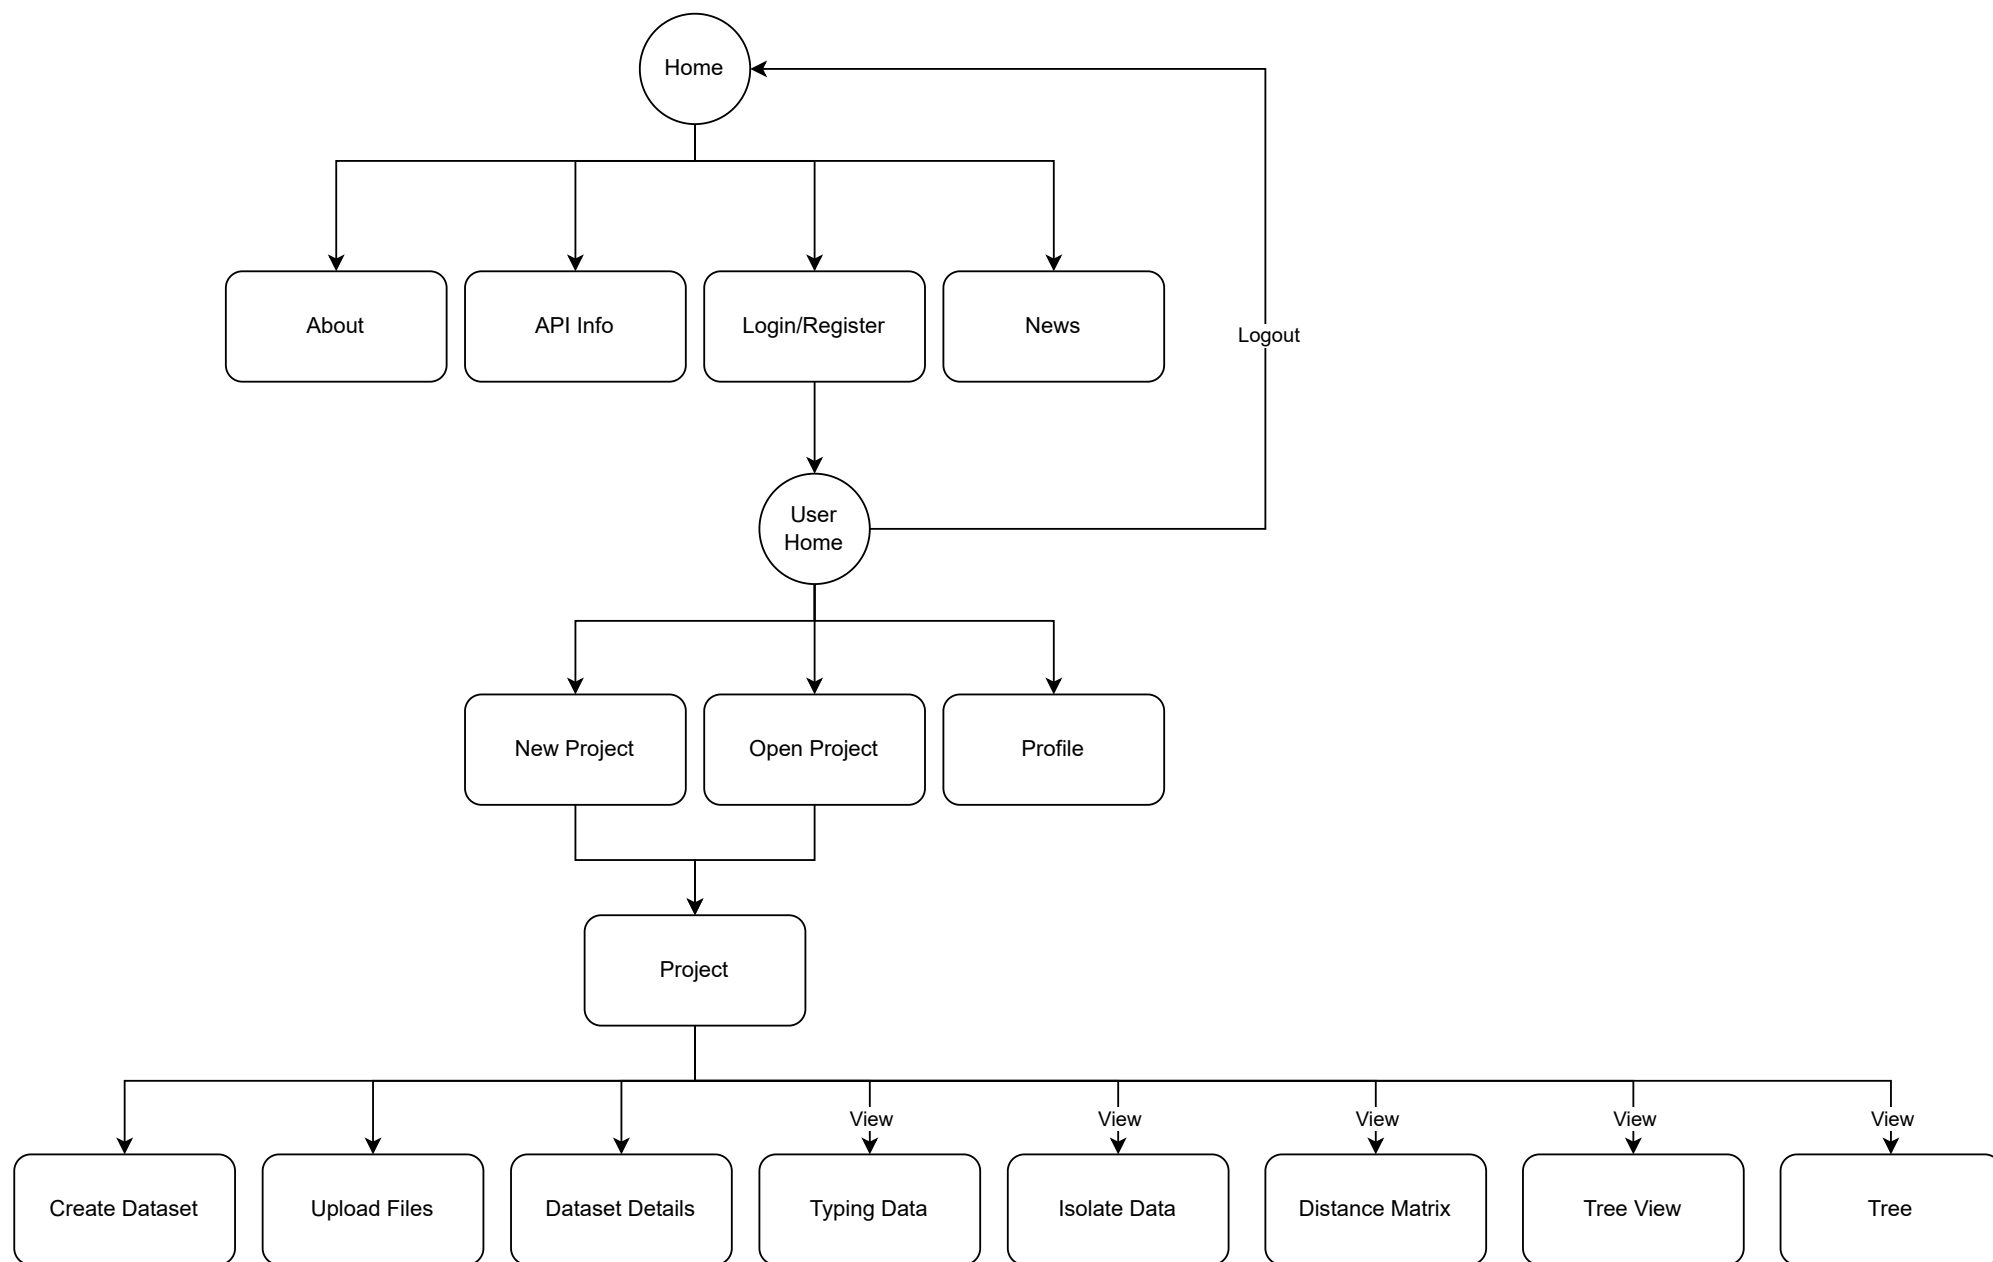 Home
About
API Info
Login/Register
News
Logout
User
Home
New Project
Open Project
Profile
Project
View
View
View
View
View
Create Dataset
Upload Files
Dataset Details
Typing Data
Isolate Data
Distance Matrix
Tree View
Tree